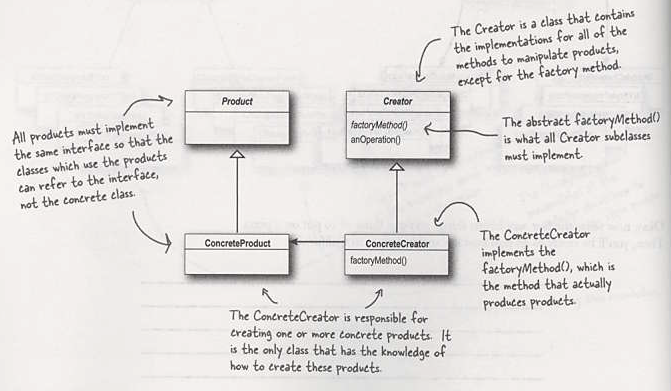 The Creator is a class that contains
the implementations for all of the
methods to manipulate products,
except for the factory method.
Product
Creator
factoryMethod()
anOperation()
All products must implement
the same interface so that the
classes which use the products
can refer to the interface,
not the concrete class.
The abstract factoryMethod()
is what all Creator subclasses
must implement.
ConcreteProduct
ConcreteCreator
factoryMethod()
The ConcreteCreator
implements the
factoryMethod(), which is
the method that actually
produces products.
The ConcreteCreator is responsible for
creating one or more concrete products. It
is the only class that has the knowledge of
how to create these products.